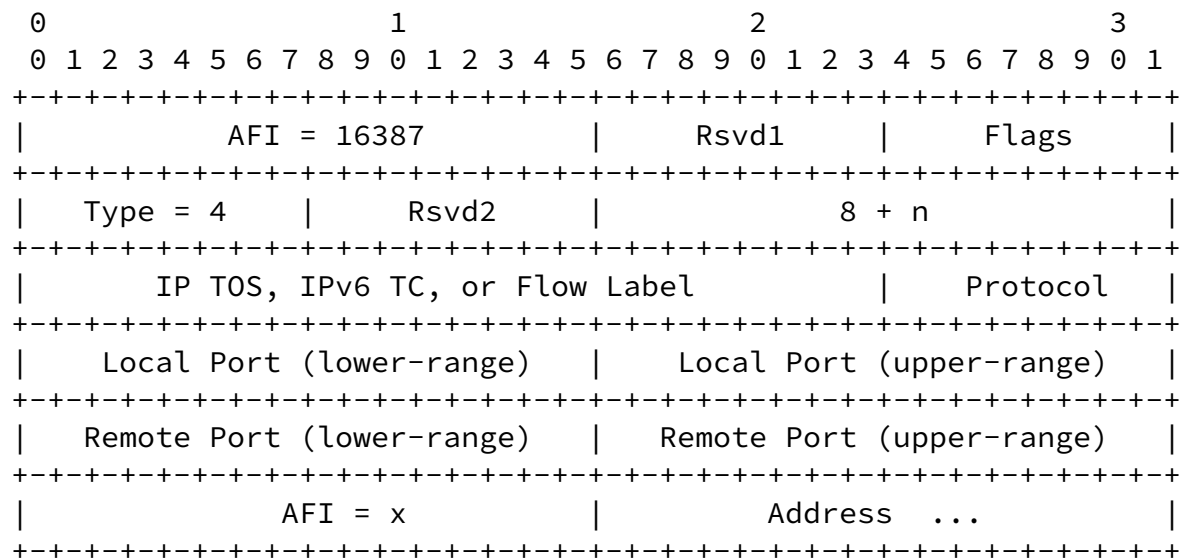 0                   1                   2                   3
0 1 2 3 4 5 6 7 8 9 0 1 2 3 4 5 6 7 8 9 0 1 2 3 4 5 6 7 8 9 0 1
+-+-+-+-+-+-+-+-+-+-+-+-+-+-+-+-+-+-+-+-+-+-+-+-+-+-+-+-+-+-+-+-+
|           AFI = 16387         |     Rsvd1     |     Flags     |
+-+-+-+-+-+-+-+-+-+-+-+-+-+-+-+-+-+-+-+-+-+-+-+-+-+-+-+-+-+-+-+-+
|   Type = 4    |     Rsvd2     |             8 + n             |
+-+-+-+-+-+-+-+-+-+-+-+-+-+-+-+-+-+-+-+-+-+-+-+-+-+-+-+-+-+-+-+-+
|       IP TOS, IPv6 TC, or Flow Label          |    Protocol   |
+-+-+-+-+-+-+-+-+-+-+-+-+-+-+-+-+-+-+-+-+-+-+-+-+-+-+-+-+-+-+-+-+
|    Local Port (lower-range)   |    Local Port (upper-range)   |
+-+-+-+-+-+-+-+-+-+-+-+-+-+-+-+-+-+-+-+-+-+-+-+-+-+-+-+-+-+-+-+-+
|   Remote Port (lower-range)   |   Remote Port (upper-range)   |
+-+-+-+-+-+-+-+-+-+-+-+-+-+-+-+-+-+-+-+-+-+-+-+-+-+-+-+-+-+-+-+-+
|              AFI = x          |         Address  ...          |
+-+-+-+-+-+-+-+-+-+-+-+-+-+-+-+-+-+-+-+-+-+-+-+-+-+-+-+-+-+-+-+-+